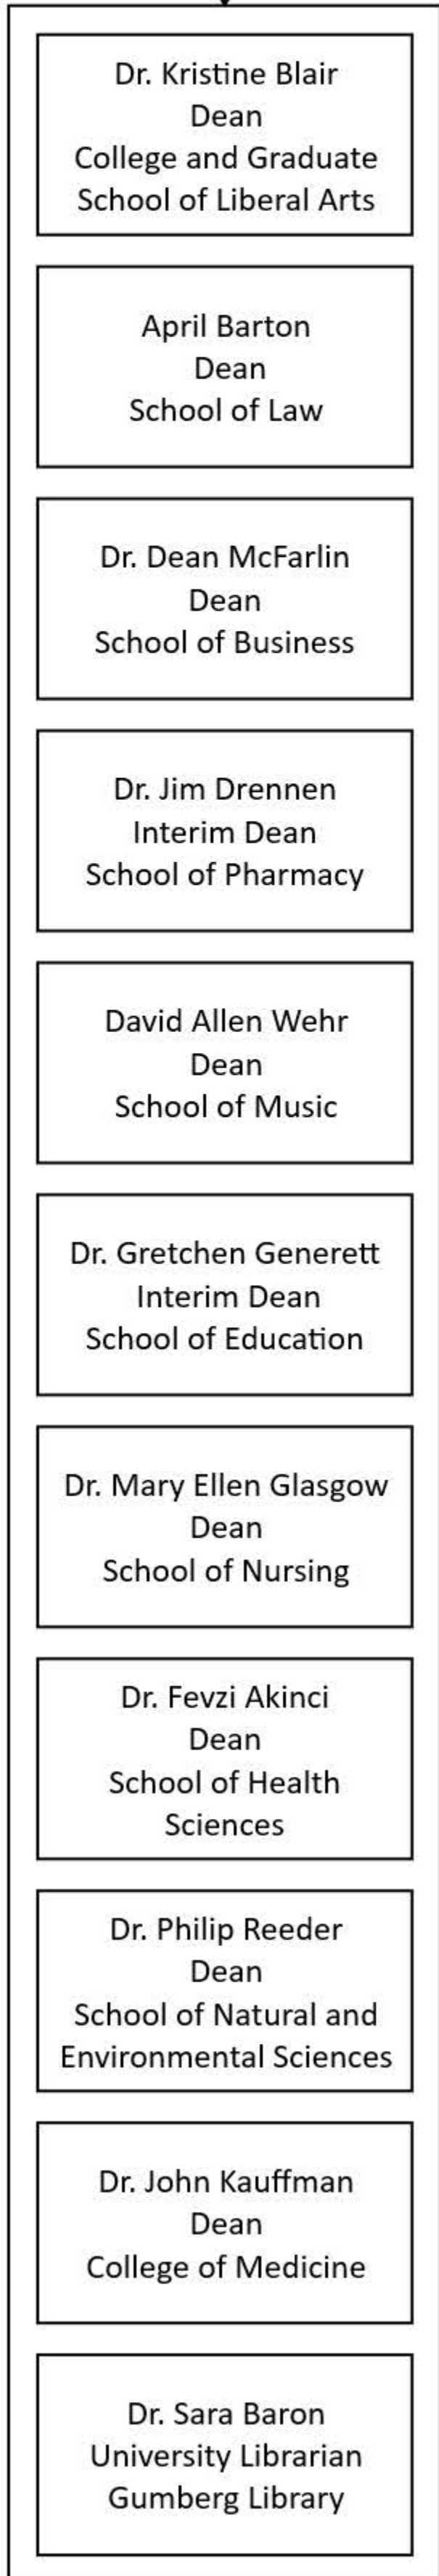 Dr. Kristine Blair
Dean
College and Graduate
School of Liberal Arts
April Barton
Dean
School of Law
Dr. Dean McFarlin
Dean
School of Business
Dr. Jim Drennen
Interim Dean
School of Pharmacy
David Allen Wehr
Dean
School of Music
Dr. Gretchen Generett
Interim Dean
School of Education
Dr. Mary Ellen Glasgow
Dean
School of Nursing
Dr. Fevzi Akinci
Dean
School of Health
Sciences
Dr. Philip Reeder
Dean
School of Natural and
Environmental Sciences
Dr. John Kauffman
Dean
College of Medicine
Dr. Sara Baron
University Librarian
Gumberg Library